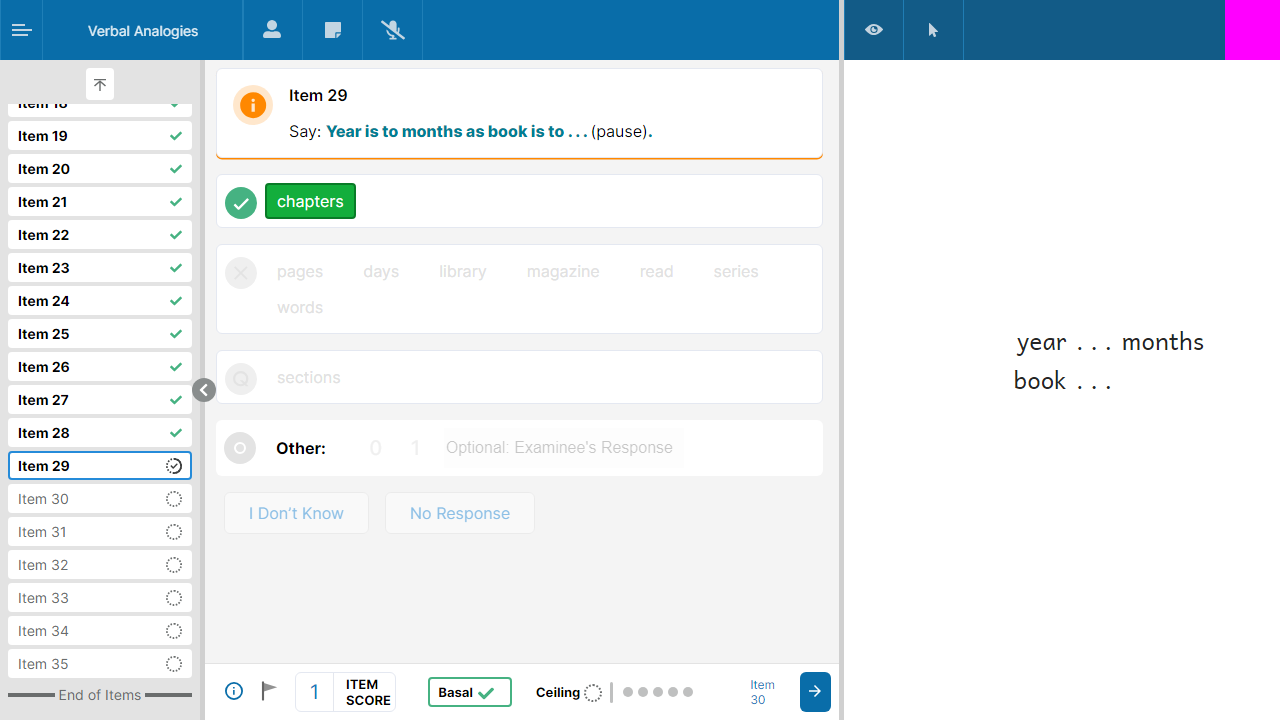 Verbal Analogies
Item 18
Item 19
Item 20
Item 21
Item 22
Item 23
Item 24
Item 25
Item 26
Item 27
Item 28
Item 29
Item 30
Item 31
Item 32
Item 33
Item 34
Item 35
End of Items
Item 29
Say: Year is to months as book is to . . . (pause).
chapters
pages days library magazine read series
words
sections
Other: 0 1 Optional: Examinee's Response
I Don't Know No Response
1 ITEM SCORE
Basal
Ceiling
Item 30
year . . . months
book . . .